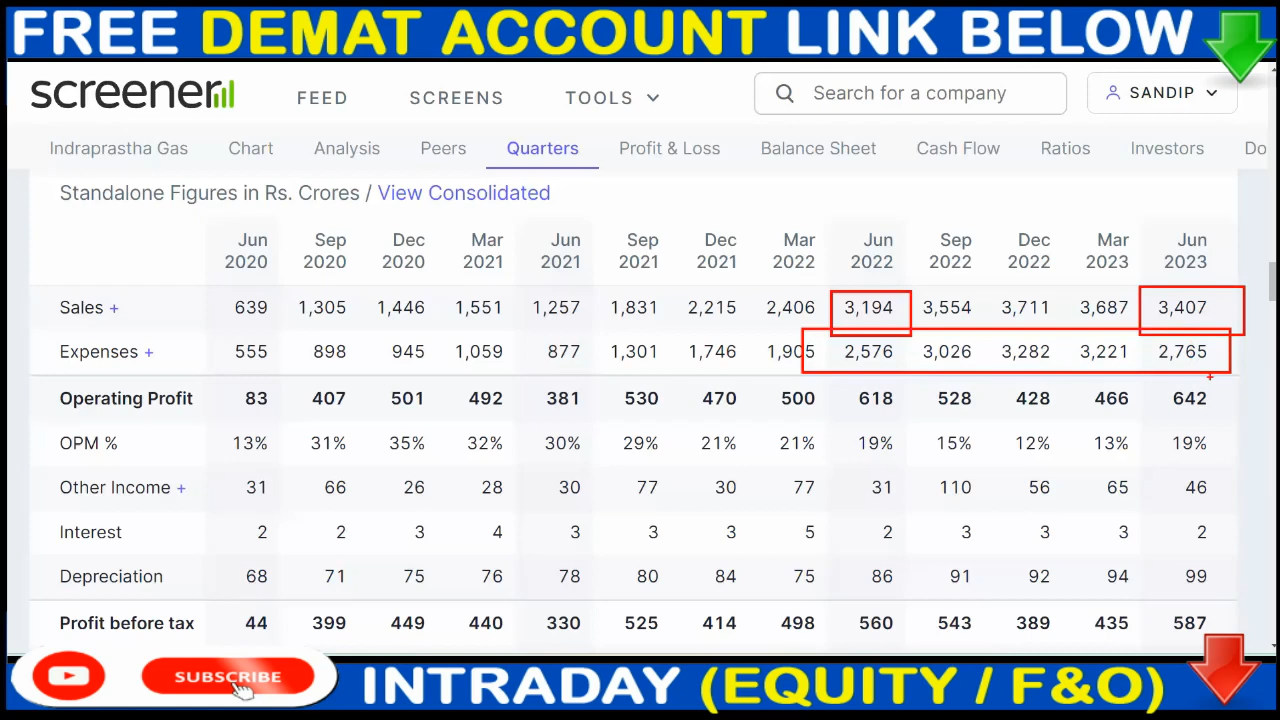 FREE DEMAT ACCOUNT LINK BELOW
screener FEED SCREENS TOOLS Search for a company SANDIP
Indraprastha Gas Chart Analysis Peers Quarters Profit & Loss Balance Sheet Cash Flow Ratios Investors Do
Standalone Figures in Rs. Crores / View Consolidated
Jun 2020 Sep 2020 Dec 2020 Mar 2021 Jun 2021 Sep 2021 Dec 2021 Mar 2022 Jun 2022 Sep 2022 Dec 2022 Mar 2023 Jun 2023
Sales + 639 1,305 1,446 1,551 1,257 1,831 2,215 2,406 3,194 3,554 3,711 3,687 3,407
Expenses + 555 898 945 1,059 877 1,301 1,746 1,905 2,576 3,026 3,282 3,221 2,765
Operating Profit 83 407 501 492 381 530 470 500 618 528 428 466 642
OPM % 13% 31% 35% 32% 30% 29% 21% 21% 19% 15% 12% 13% 19%
Other Income + 31 66 26 28 30 77 30 77 31 110 56 65 46
Interest 2 2 3 4 3 3 3 5 2 3 3 3 2
Depreciation 68 71 75 76 78 80 84 75 86 91 92 94 99
Profit before tax 44 399 449 440 330 525 414 498 560 543 389 435 587
SUBSCRIBE INTRADAY (EQUITY / F&O)